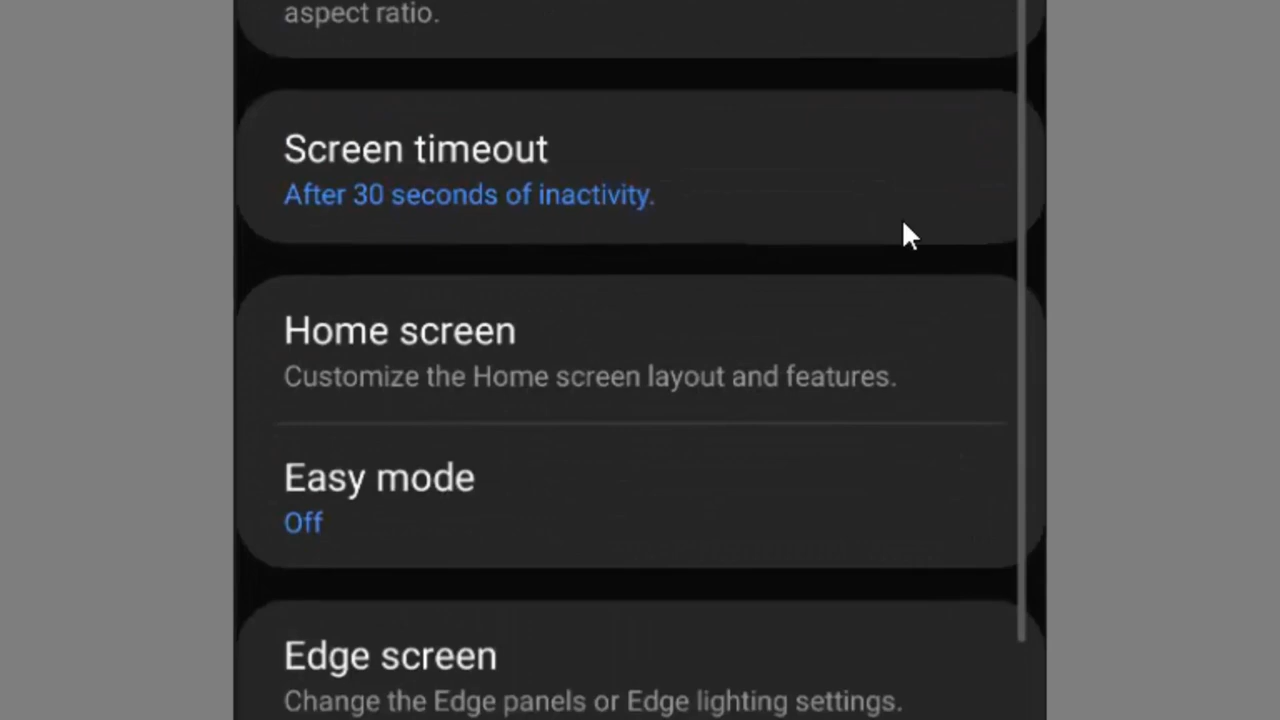 aspect ratio.
Screen timeout
After 30 seconds of inactivity.
Home screen
Customize the Home screen layout and features.
Easy mode
Off
Edge screen
Change the Edge panels or Edge lighting settings.